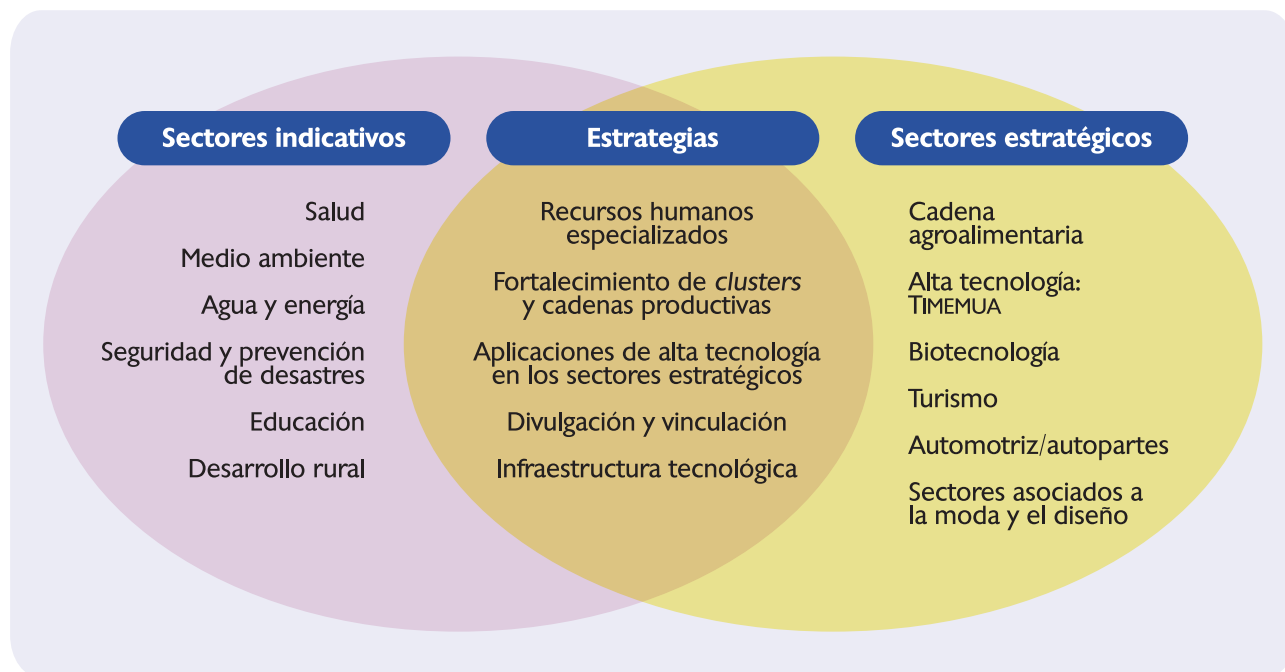 Sectores indicativos
Salud
Medio ambiente
Agua y energía
Seguridad y prevención
de desastres
Educación
Desarrollo rural
Estrategias
Recursos humanos
especializados
Fortalecimiento de clusters
y cadenas productivas
Aplicaciones de alta tecnología
en los sectores estratégicos
Divulgación y vinculación
Infraestructura tecnológica
Sectores estratégicos
Cadena
agroalimentaria
Alta tecnología:
TIMEMUA
Biotecnología
Turismo
Automotriz/autopartes
Sectores asociados a
la moda y el diseño